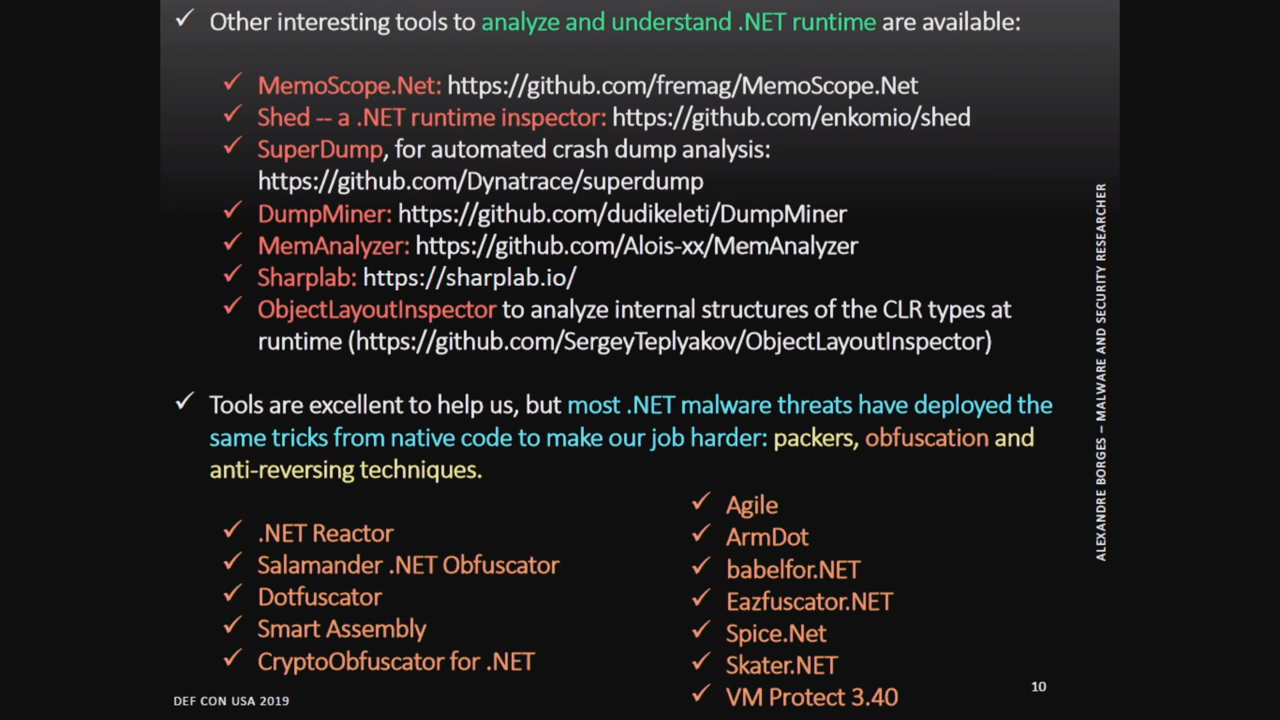 ✓ Other interesting tools to analyze and understand .NET runtime are available:
✓ MemoScope.Net: https://github.com/fremag/MemoScope.Net
✓ Shed -- a .NET runtime inspector: https://github.com/enkomio/shed
✓ SuperDump, for automated crash dump analysis:
https://github.com/Dynatrace/superdump
✓ DumpMiner: https://github.com/dudikeleti/DumpMiner
✓ MemAnalyzer: https://github.com/Alois-xx/MemAnalyzer
✓ Sharplab: https://sharplab.io/
✓ ObjectLayoutInspector to analyze internal structures of the CLR types at
runtime (https://github.com/SergeyTeplyakov/ObjectLayoutInspector)
✓ Tools are excellent to help us, but most .NET malware threats have deployed the
same tricks from native code to make our job harder: packers, obfuscation and
anti-reversing techniques.
✓ .NET Reactor
✓ Salamander .NET Obfuscator
✓ Dotfuscator
✓ Smart Assembly
✓ CryptoObfuscator for .NET
✓ Agile
✓ ArmDot
✓ babelfor.NET
✓ Eazfuscator.NET
✓ Spice.Net
✓ Skater.NET
✓ VM Protect 3.40
ALEXANDRE BORGES – MALWARE AND SECURITY RESEARCHER
DEF CON USA 2019
10